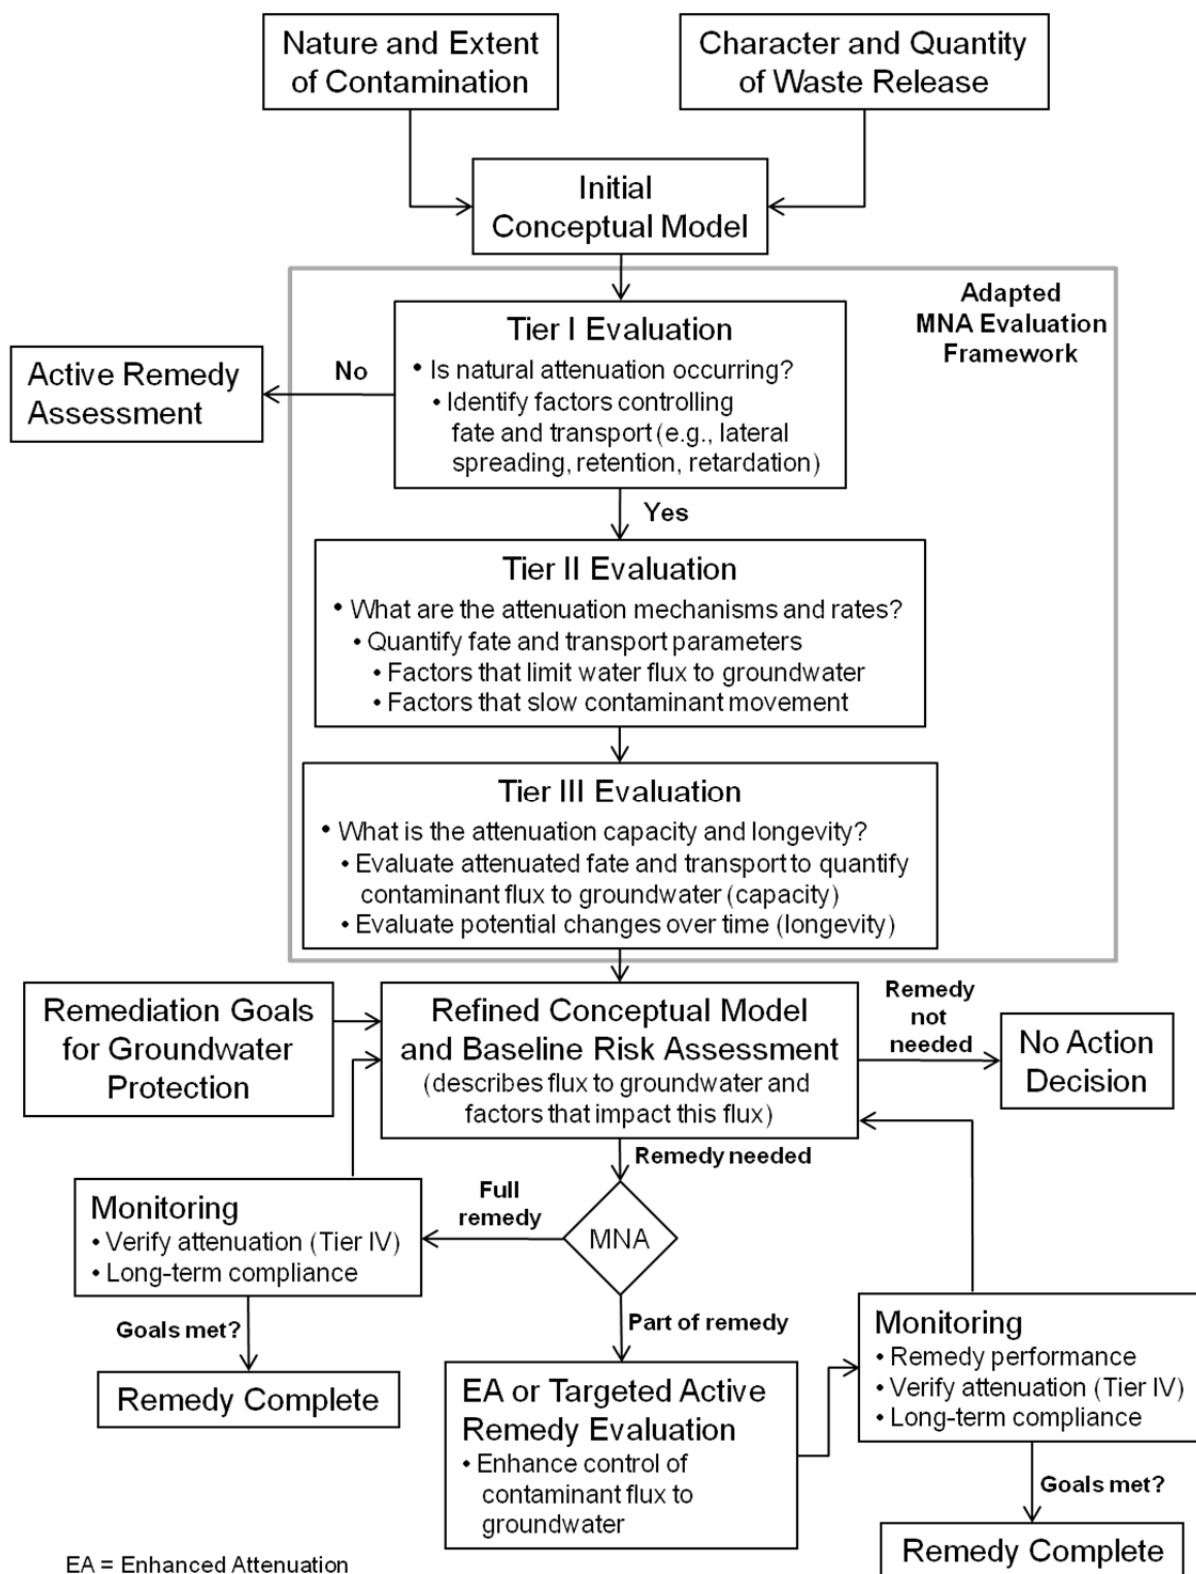 Nature and Extent
of Contamination
Character and Quantity
of Waste Release
Initial
Conceptual Model
Adapted
MNA Evaluation
Framework
Tier I Evaluation
• Is natural attenuation occurring?
• Identify factors controlling
fate and transport (e.g., lateral
spreading, retention, retardation)
No
Active Remedy
Assessment
Yes
Tier II Evaluation
• What are the attenuation mechanisms and rates?
• Quantify fate and transport parameters
• Factors that limit water flux to groundwater
• Factors that slow contaminant movement
Tier III Evaluation
• What is the attenuation capacity and longevity?
• Evaluate attenuated fate and transport to quantify
contaminant flux to groundwater (capacity)
• Evaluate potential changes over time (longevity)
Remediation Goals
for Groundwater
Protection
Refined Conceptual Model
and Baseline Risk Assessment
(describes flux to groundwater and
factors that impact this flux)
Remedy
not
needed
No Action
Decision
Remedy needed
MNA
Full
remedy
Monitoring
• Verify attenuation (Tier IV)
• Long-term compliance
Goals met?
Remedy Complete
Part of remedy
EA or Targeted Active
Remedy Evaluation
• Enhance control of
contaminant flux to
groundwater
Monitoring
• Remedy performance
• Verify attenuation (Tier IV)
• Long-term compliance
Goals met?
Remedy Complete
EA = Enhanced Attenuation